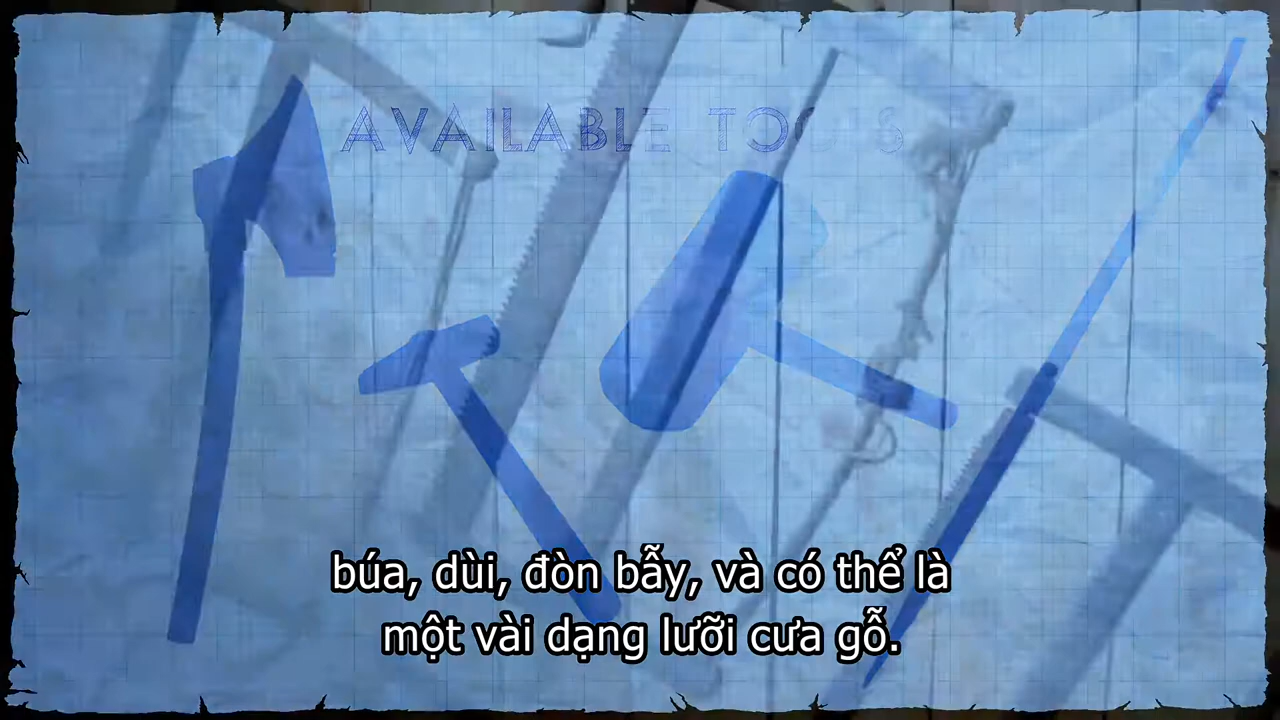 AVAILABLE TOOLS
búa, dùi, đòn bẫy, và có thể là
một vài dạng lưỡi cưa gỗ.